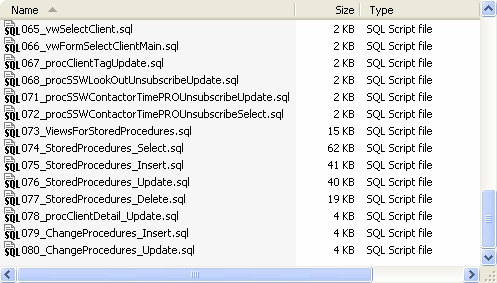 Name Size Type
SQL 065_vwSelectClient.sql 2 KB SQL Script file
SQL 066_vwFormSelectClientMain.sql 2 KB SQL Script file
SQL 067_procClientTagUpdate.sql 2 KB SQL Script file
SQL 068_procSSWLookOutUnsubscribeUpdate.sql 2 KB SQL Script file
SQL 071_procSSWContactorTimePROUnsubscribeUpdate.sql 2 KB SQL Script file
SQL 072_procSSWContactorTimePROUnsubscribeSelect.sql 2 KB SQL Script file
SQL 073_ViewsForStoredProcedures.sql 15 KB SQL Script file
SQL 074_StoredProcedures_Select.sql 62 KB SQL Script file
SQL 075_StoredProcedures_Insert.sql 41 KB SQL Script file
SQL 076_StoredProcedures_Update.sql 40 KB SQL Script file
SQL 077_StoredProcedures_Delete.sql 19 KB SQL Script file
SQL 078_procClientDetail_Update.sql 4 KB SQL Script file
SQL 079_ChangeProcedures_Insert.sql 4 KB SQL Script file
SQL 080_ChangeProcedures_Update.sql 4 KB SQL Script file